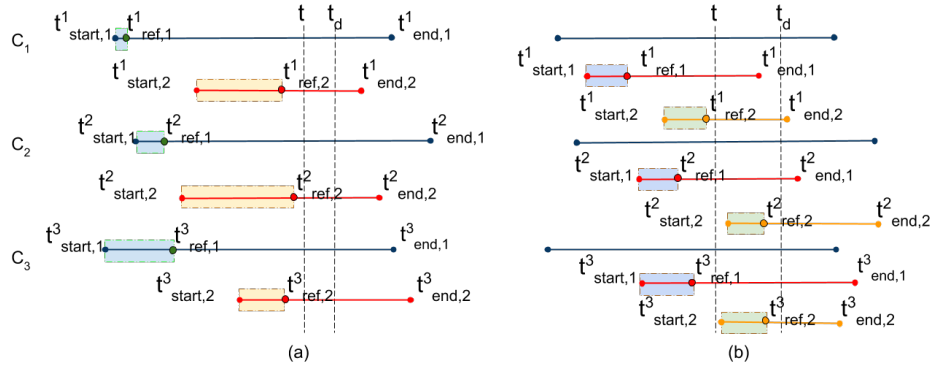 t^1_start,1 t^1_ref,1 t t_d t^1_end,1
C_1
t^1_start,2 t^1_ref,2 t^1_end,2
t^2_start,1 t^2_ref,1 t^2_end,1
C_2
t^2_start,2 t^2_ref,2 t^2_end,2
t^3_start,1 t^3_ref,1 t^3_end,1
C_3
t^3_start,2 t^3_ref,2 t^3_end,2
(a)
t t_d
t^1_start,1 t^1_ref,1 t^1_end,1
t^1_start,2 t^1_ref,2 t^1_end,2
t^2_start,1 t^2_ref,1 t^2_end,1
t^2_start,2 t^2_ref,2 t^2_end,2
t^3_start,1 t^3_ref,1 t^3_end,1
t^3_start,2 t^3_ref,2 t^3_end,2
(b)